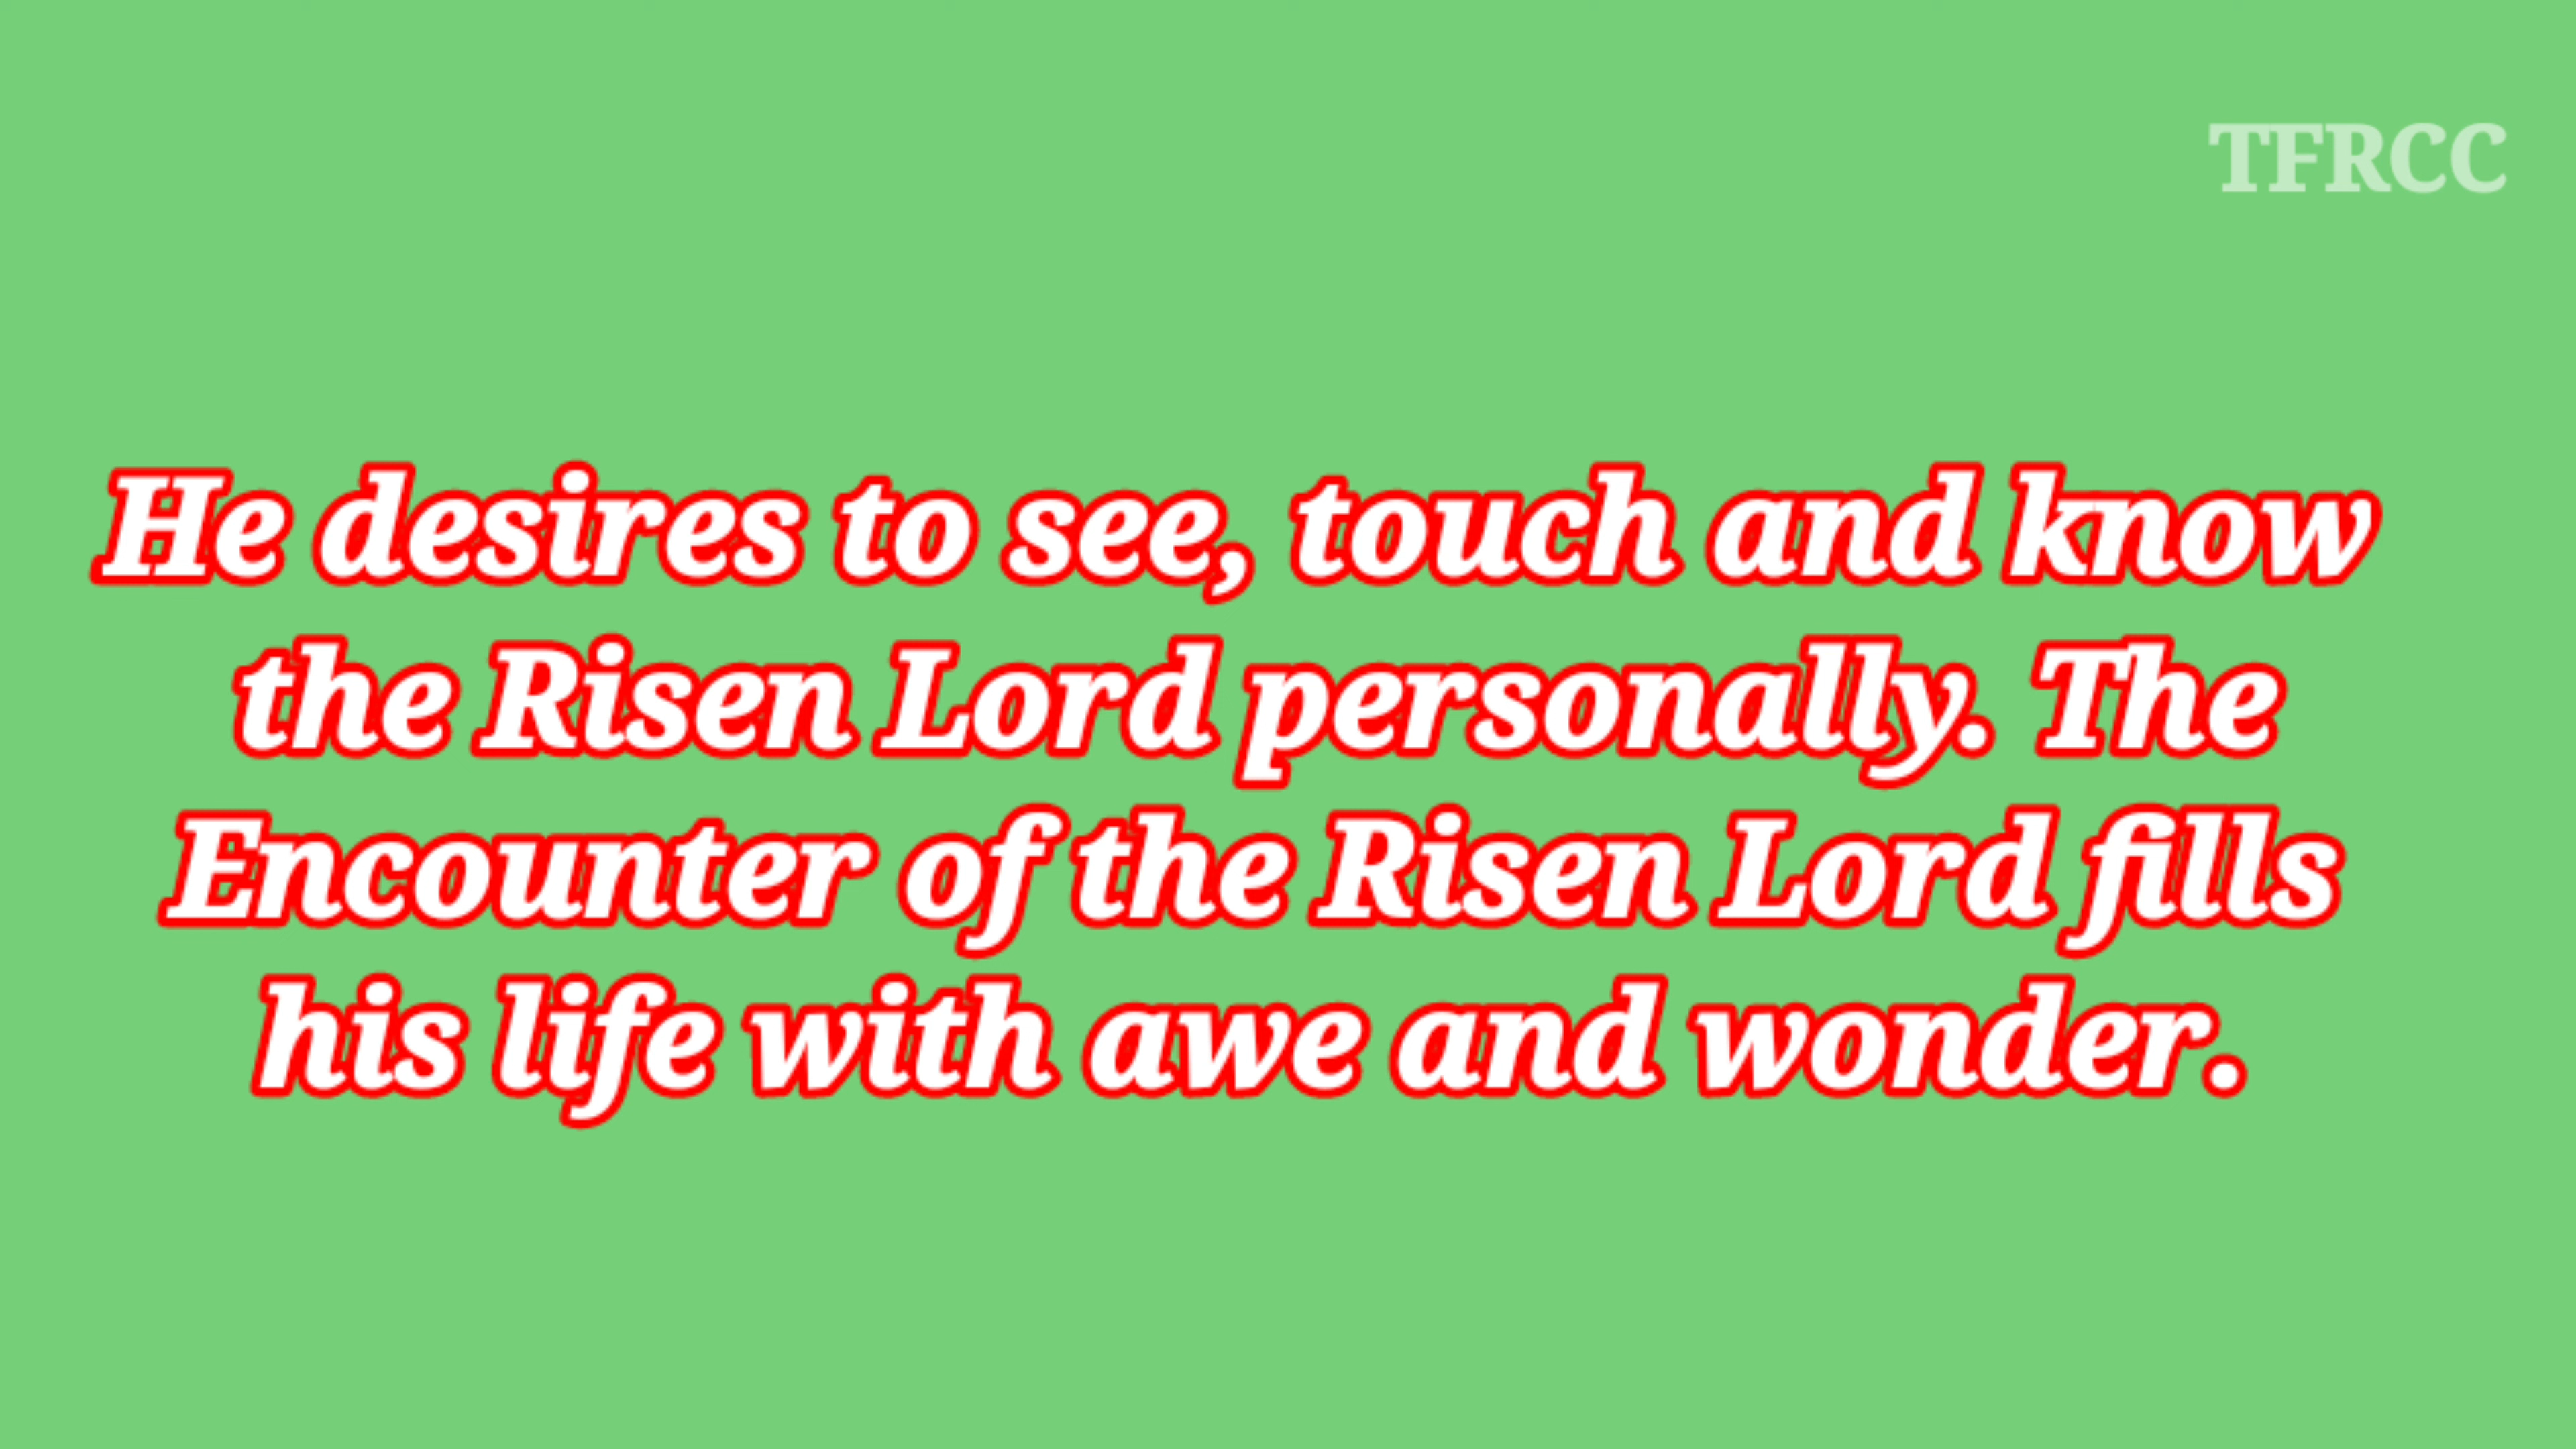 TFRCC
He desires to see, touch and know
the Risen Lord personally. The
Encounter of the Risen Lord fills
his life with awe and wonder.